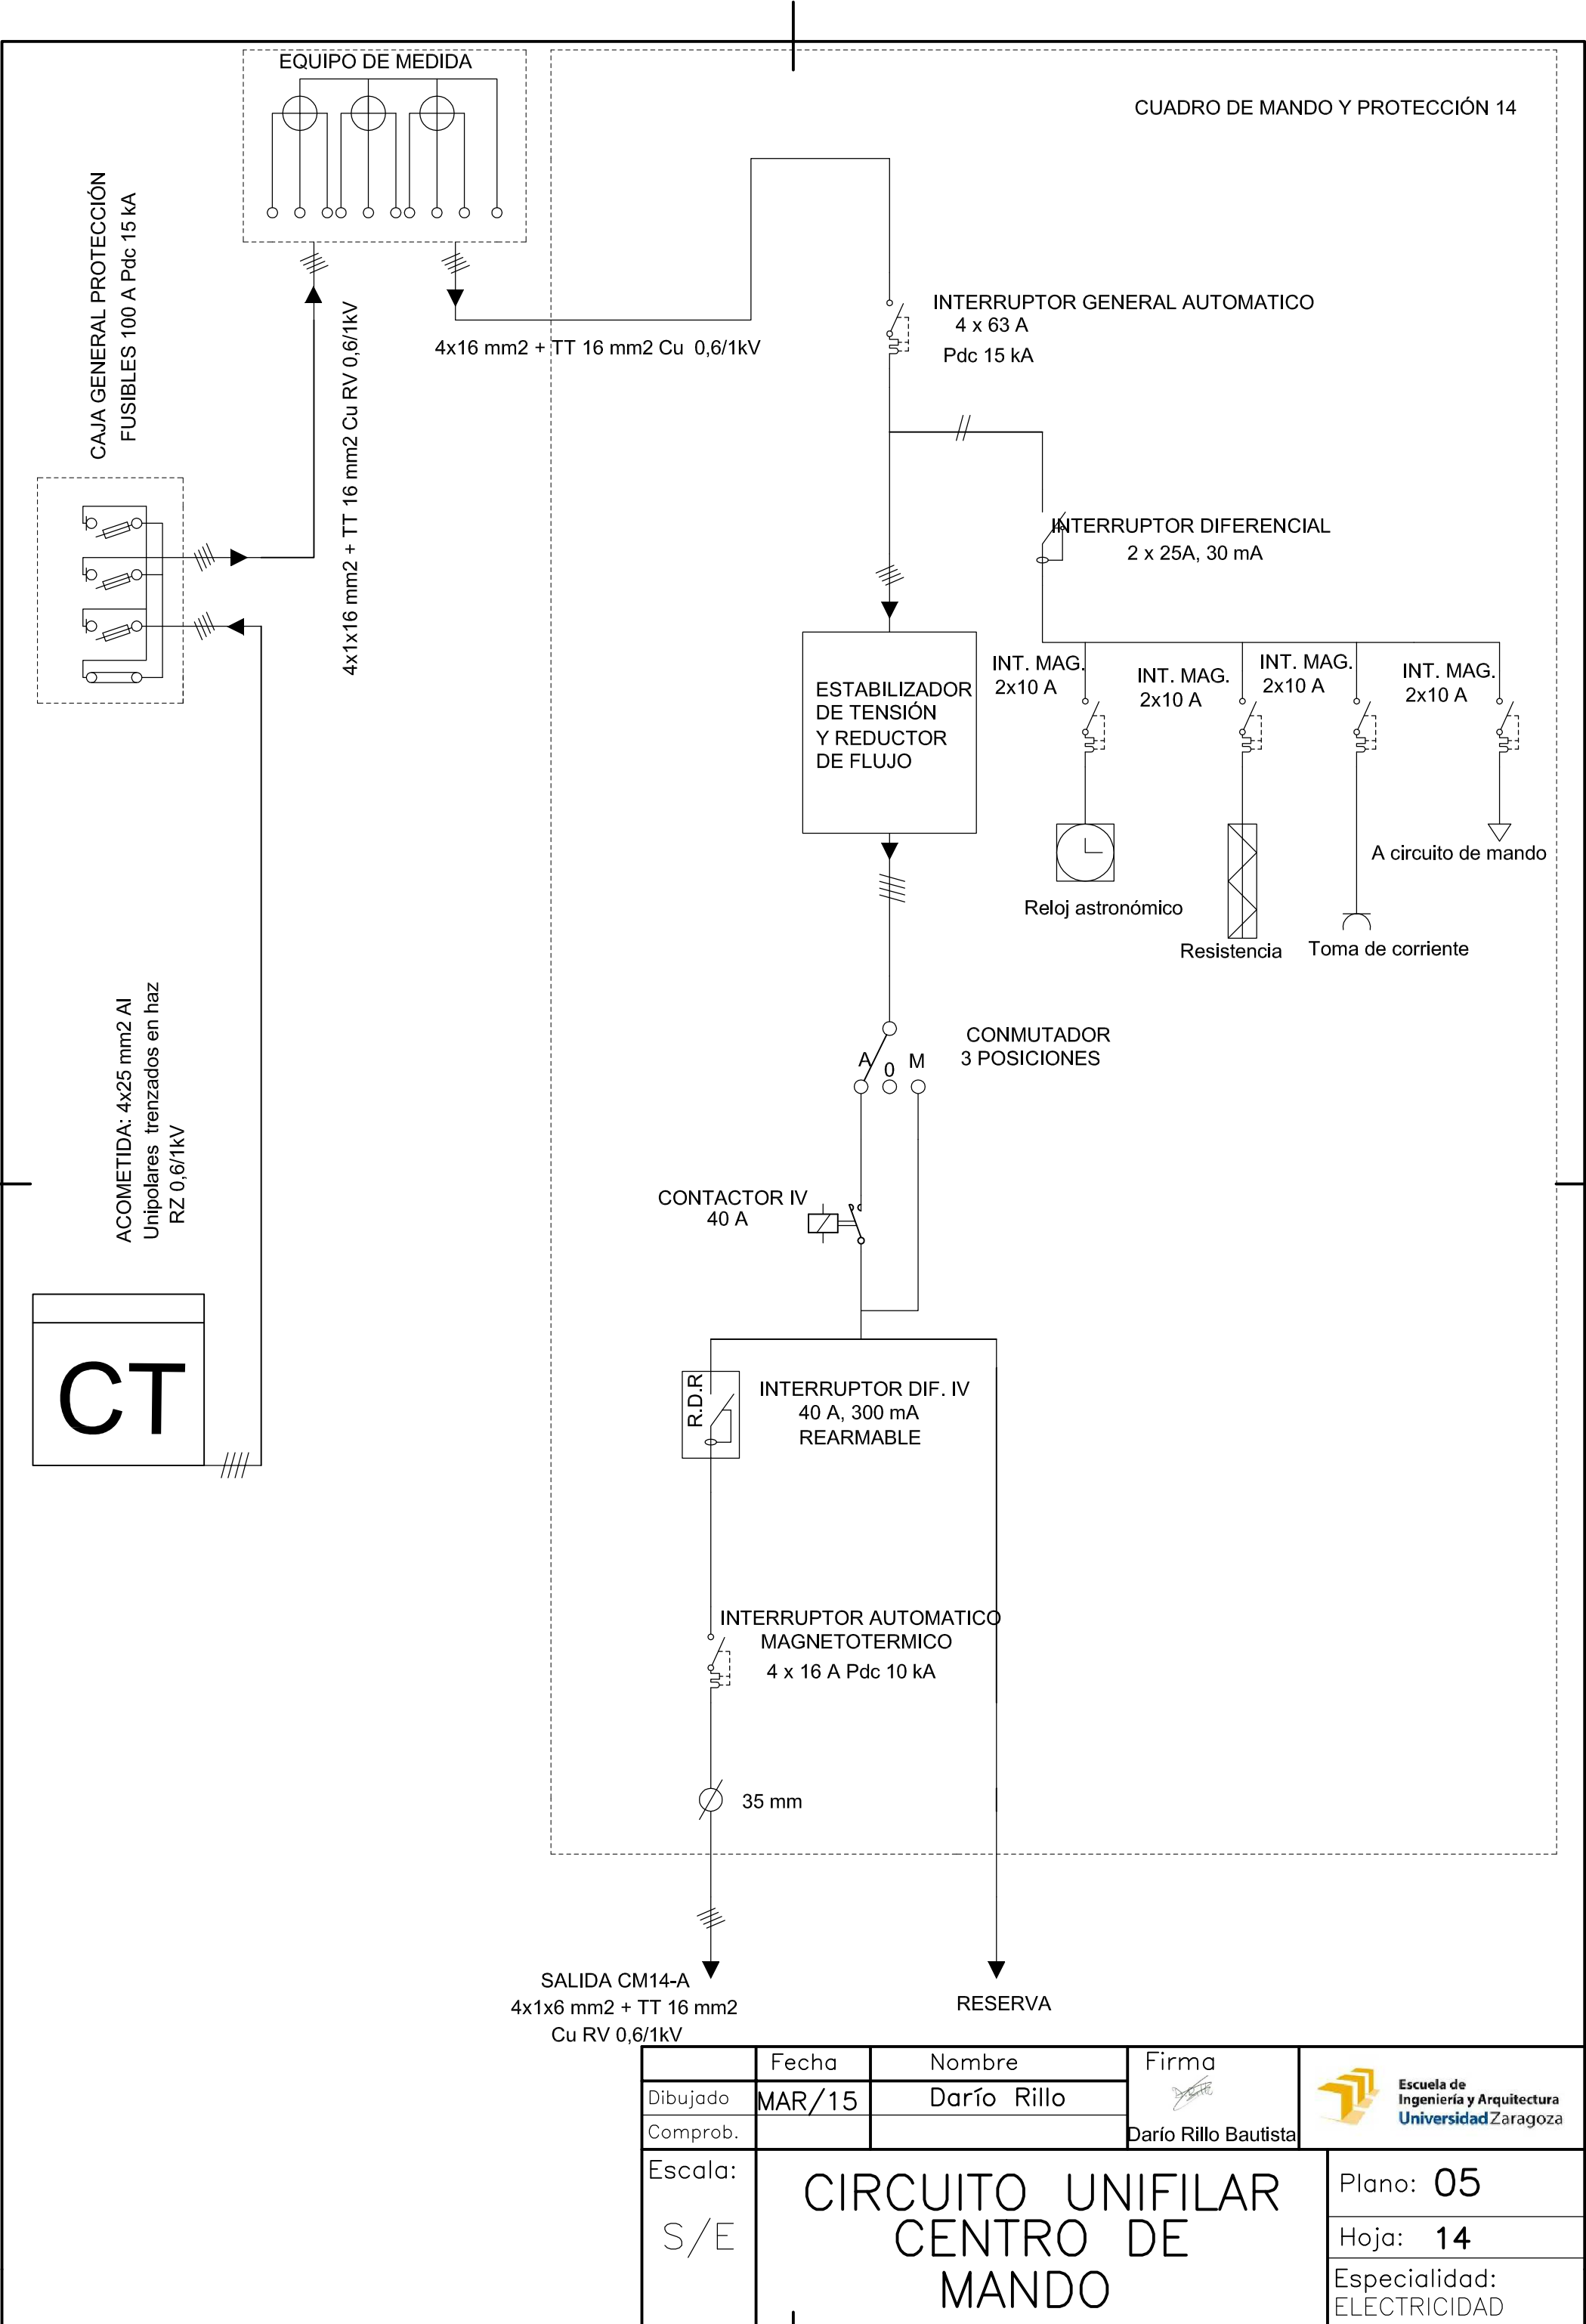 EQUIPO DE MEDIDA
CUADRO DE MANDO Y PROTECCIÓN 14
CAJA GENERAL PROTECCIÓN
FUSIBLES 100 A Pdc 15 kA
4x1x16 mm2 + TT 16 mm2 Cu RV 0,6/1kV
4x16 mm2 + TT 16 mm2 Cu 0,6/1kV
INTERRUPTOR GENERAL AUTOMATICO
4 x 63 A
Pdc 15 kA
INTERRUPTOR DIFERENCIAL
2 x 25A, 30 mA
ESTABILIZADOR
DE TENSIÓN
Y REDUCTOR
DE FLUJO
INT. MAG.
2x10 A
INT. MAG.
2x10 A
INT. MAG.
2x10 A
INT. MAG.
2x10 A
Reloj astronómico
Resistencia
Toma de corriente
A circuito de mando
ACOMETIDA: 4x25 mm2 Al
Unipolares trenzados en haz
RZ 0,6/1kV
CT
CONMUTADOR
3 POSICIONES
A
0
M
CONTACTOR IV
40 A
R.D.R
INTERRUPTOR DIF. IV
40 A, 300 mA
REARMABLE
INTERRUPTOR AUTOMATICO
MAGNETOTERMICO
4 x 16 A Pdc 10 kA
35 mm
SALIDA CM14-A
4x1x6 mm2 + TT 16 mm2
Cu RV 0,6/1kV
RESERVA
Fecha
Nombre
Firma
Dibujado
MAR/15
Darío Rillo
Comprob.
Darío Rillo Bautista
Escuela de
Ingeniería y Arquitectura
Universidad Zaragoza
Escala:
S/E
CIRCUITO UNIFILAR
CENTRO DE
MANDO
Plano: 05
Hoja: 14
Especialidad:
ELECTRICIDAD